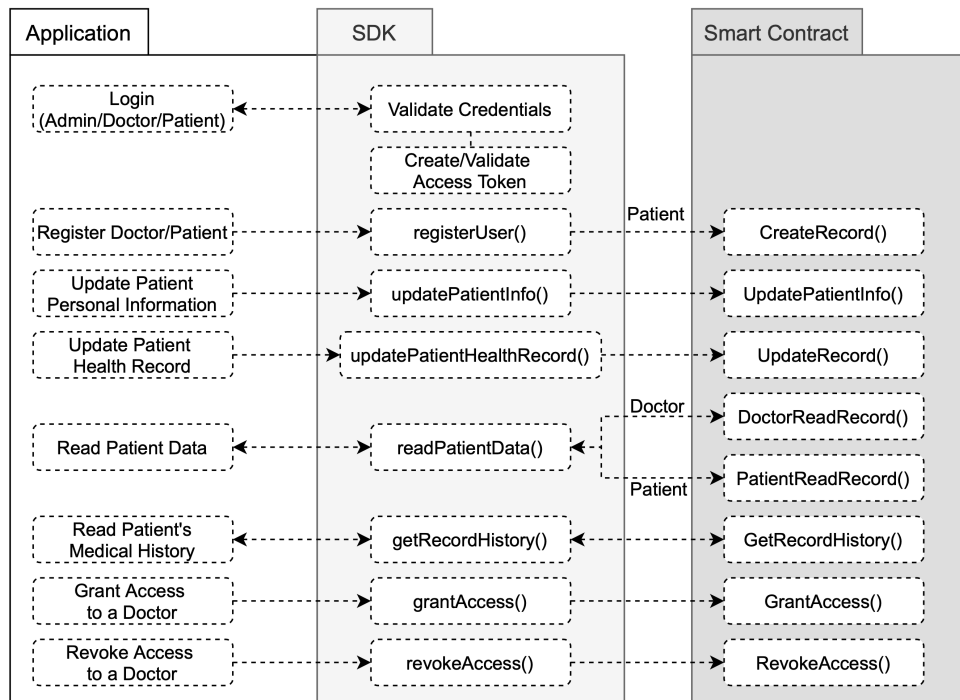 Application
SDK
Smart Contract
Login
(Admin/Doctor/Patient)
Validate Credentials
Create/Validate
Access Token
Register Doctor/Patient
registerUser()
Patient
CreateRecord()
Update Patient
Personal Information
updatePatientInfo()
UpdatePatientInfo()
Update Patient
Health Record
updatePatientHealthRecord()
UpdateRecord()
Read Patient Data
readPatientData()
Doctor
DoctorReadRecord()
Patient
PatientReadRecord()
Read Patient's
Medical History
getRecordHistory()
GetRecordHistory()
Grant Access
to a Doctor
grantAccess()
GrantAccess()
Revoke Access
to a Doctor
revokeAccess()
RevokeAccess()